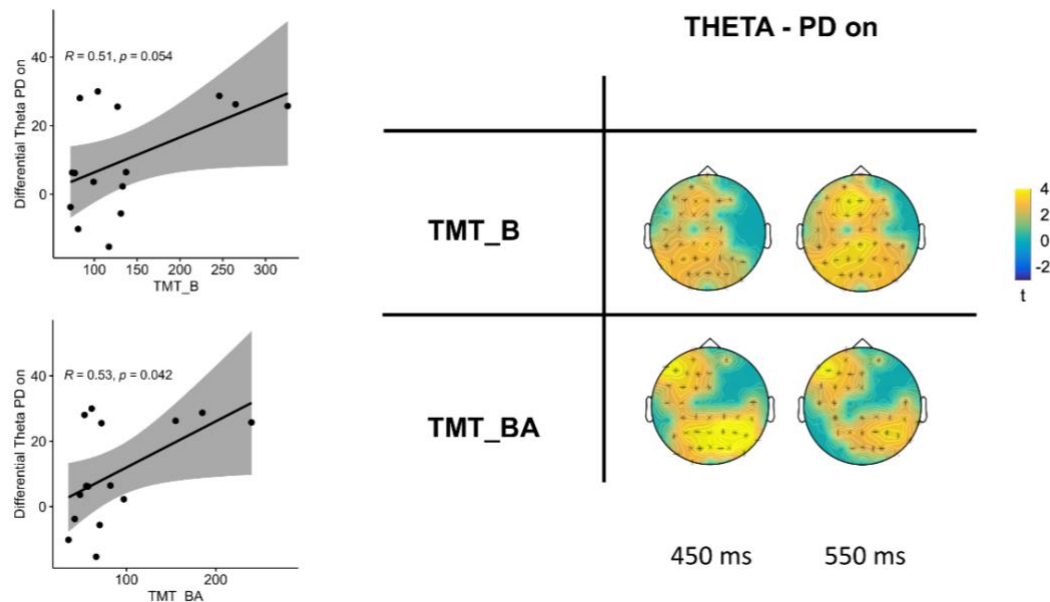 Differential Theta PD on
40
20
0
R = 0.51, p = 0.054
100 150 200 250 300
TMT_B
Differential Theta PD on
40
20
0
R = 0.53, p = 0.042
100 200
TMT_BA
THETA - PD on
TMT_B
TMT_BA
450 ms 550 ms
4
2
0
-2
t